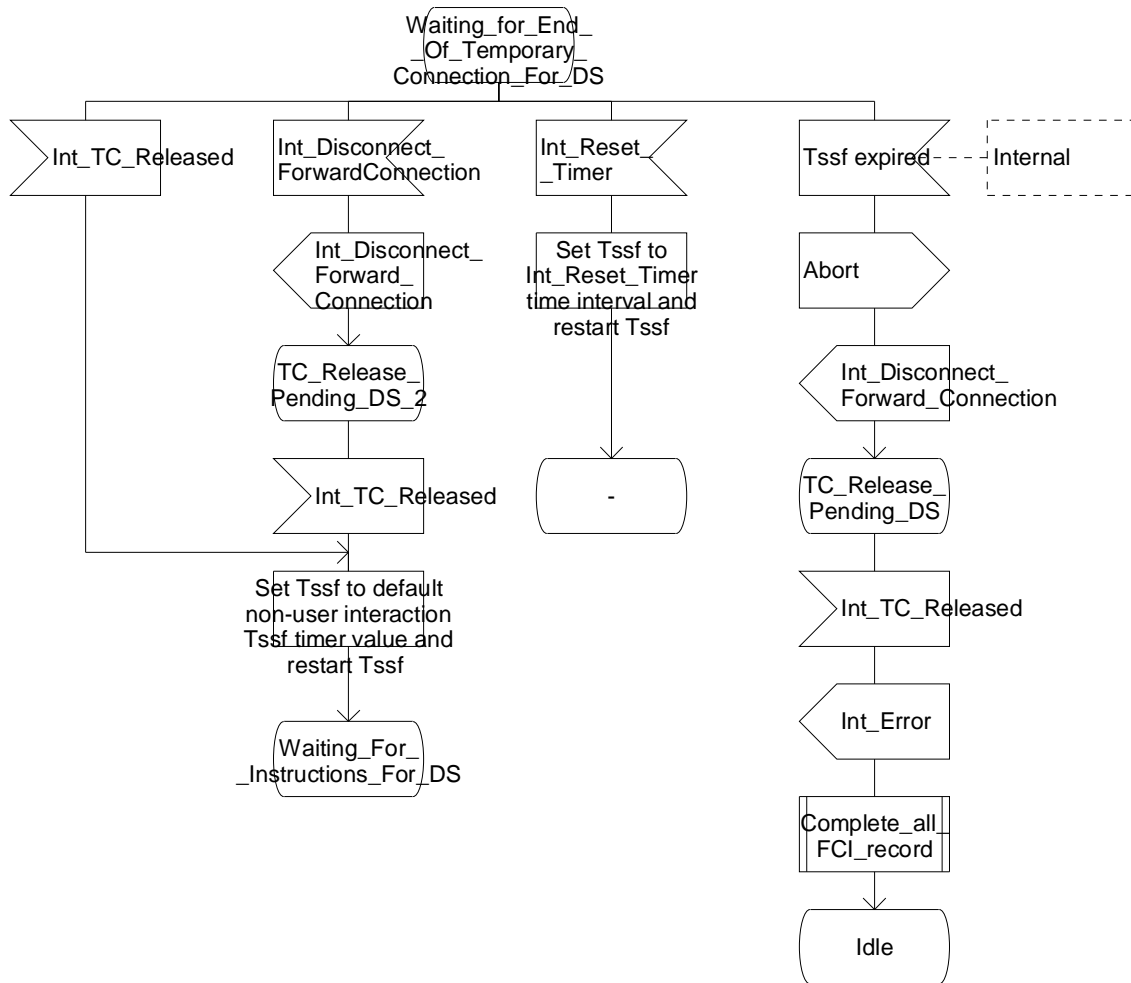 Waiting_for_End_
_Of_Temporary_
Connection_For_DS
Int_TC_Released
Int_Disconnect_
ForwardConnection
Int_Reset_
_Timer
Tssf expired
Internal
Int_Disconnect_
Forward_
Connection
Set Tssf to
Int_Reset_Timer
time interval and
restart Tssf
Abort
TC_Release_
Pending_DS_2
Int_Disconnect_
Forward_Connection
Int_TC_Released
-
TC_Release_
Pending_DS
Set Tssf to default
non-user interaction
Tssf timer value and
restart Tssf
Int_TC_Released
Waiting_For_
_Instructions_For_DS
Int_Error
Complete_all_
FCI_record
Idle